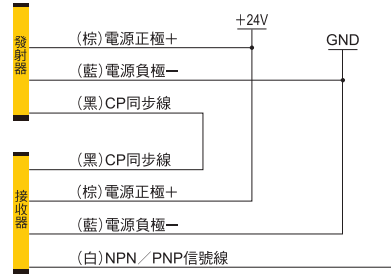 +24V
GND
發射器
(棕)電源正極+
(藍)電源負極−
(黑)CP同步線
接收器
(黑)CP同步線
(棕)電源正極+
(藍)電源負極−
(白)NPN/PNP信號線